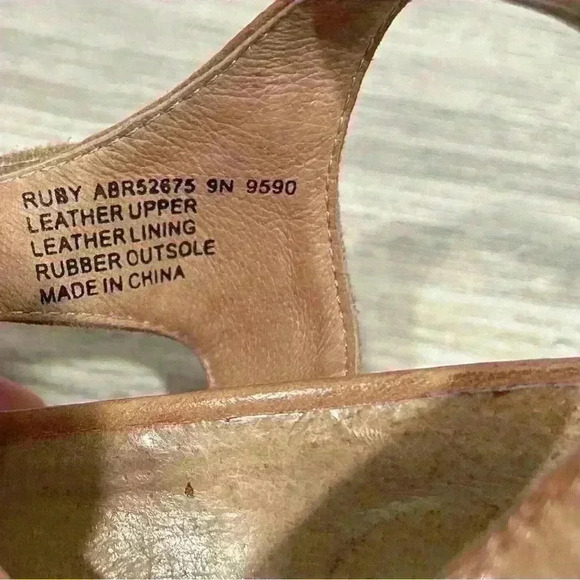 RUBY ABR52675 9N 9590
LEATHER UPPER
LEATHER LINING
RUBBER OUTSOLE
MADE IN CHINA